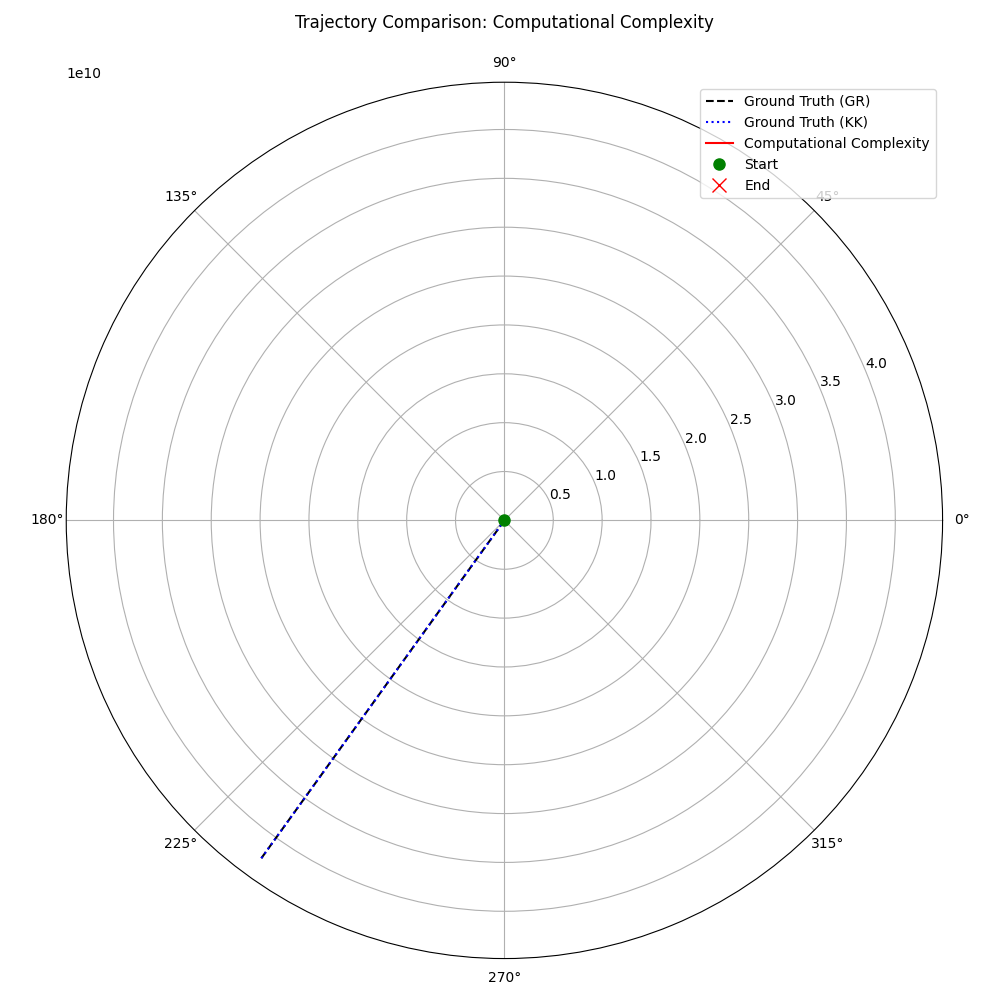 Trajectory Comparison: Computational Complexity
1e10
90°
Ground Truth (GR)
Ground Truth (KK)
Computational Complexity
Start
End
135°
45°
4.0
3.5
3.0
2.5
2.0
1.5
1.0
0.5
180°
0°
225°
315°
270°